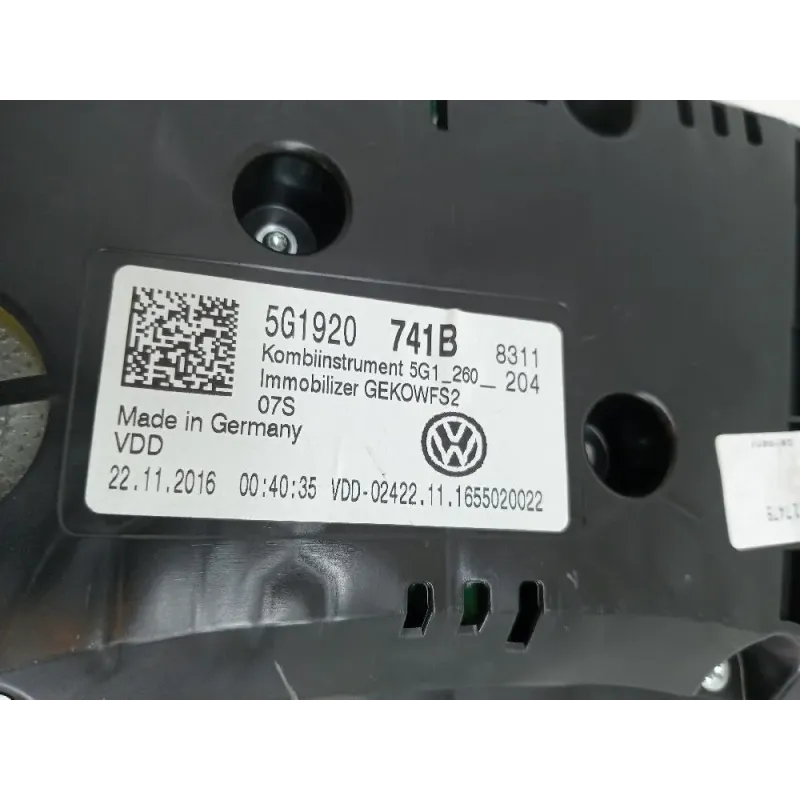 5G1920 741B 8311
Kombiinstrument 5G1_260_ 204
Immobilizer GEKOWFS2
07S
Made in Germany
VDD
22.11.2016 00:40:35 VDD-02422.11.1655020022